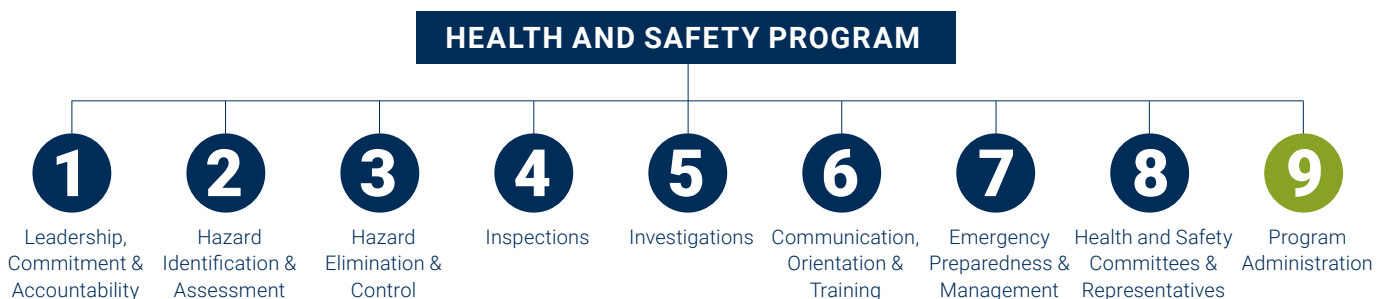 HEALTH AND SAFETY PROGRAM
1
Leadership,
Commitment &
Accountability
2
Hazard
Identification &
Assessment
3
Hazard
Elimination &
Control
4
Inspections
5
Investigations
6
Communication,
Orientation &
Training
7
Emergency
Preparedness &
Management
8
Health and Safety
Committees &
Representatives
9
Program
Administration